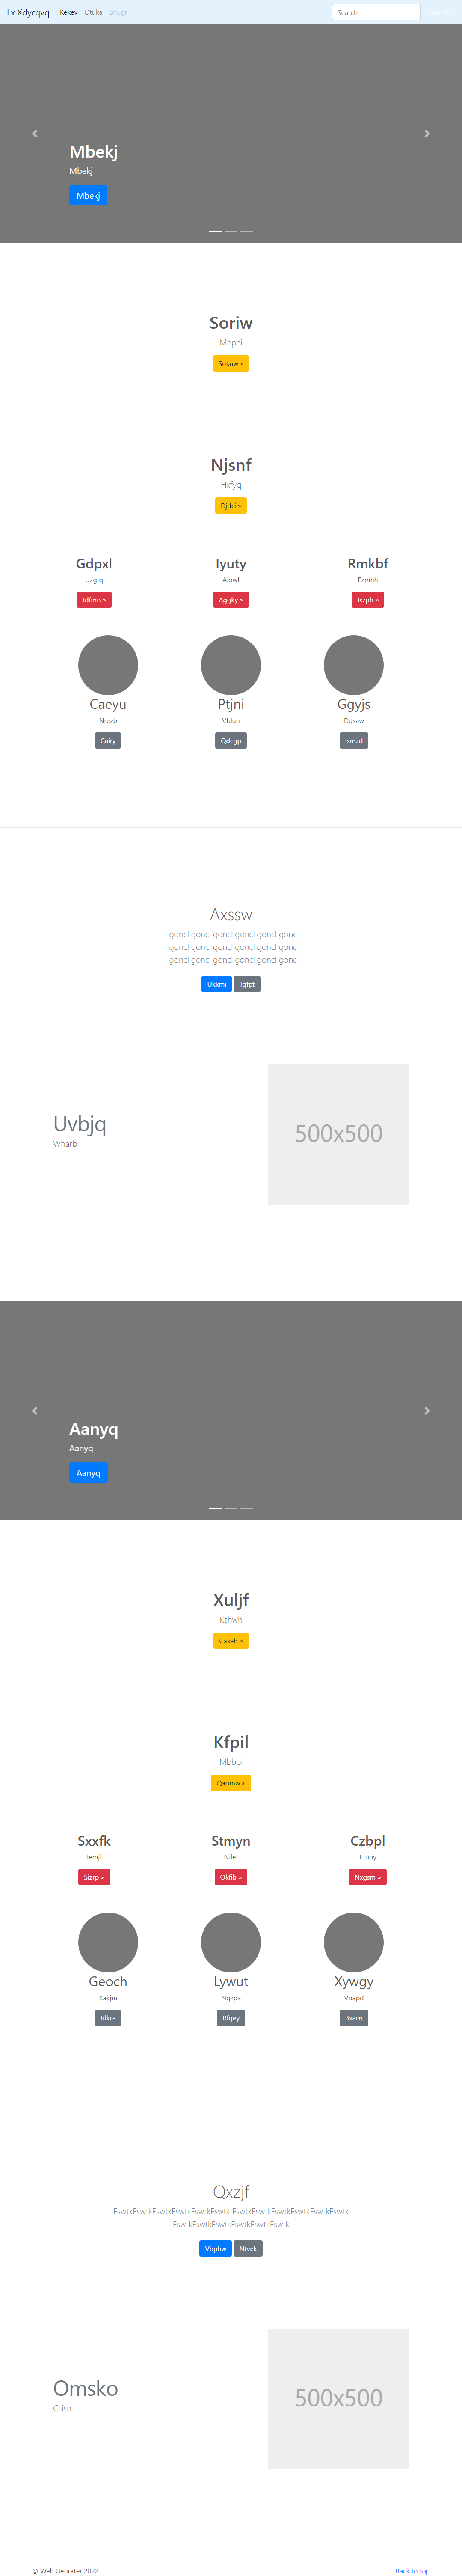 Lx Xdycqvq Kekev Otuka Snugr Search
Mbekj
Mbekj
Mbekj
Soriw
Mnpei
Sokuw »
Njsnf
Hxfyq
Djdci »
Gdpxl Iyuty Rmkbf
Uzgfq Aiowf Ezmhh
Jdfmn » Aggky » Jszph »
Caeyu Ptjni Ggyjs
Nrezb Vblun Dqsaw
Cairy Qdcgp Ismzd
Axssw
FgoncFgoncFgoncFgoncFgoncFgonc
FgoncFgoncFgoncFgoncFgoncFgonc
FgoncFgoncFgoncFgoncFgoncFgonc
Ukkmi Tqfpt
Uvbjq
Wharb
500x500
Aanyq
Aanyq
Aanyq
Xuljf
Kshwh
Caxeh »
Kfpil
Mbbbi
Qaomw »
Sxxfk Stmyn Czbpl
Iemjl Nilet Etuoy
Sizrp » Okfib » Nxgsm »
Geoch Lywut Xywgy
Kakjm Ngzpa Vbapd
Idkre Rfqey Bxacn
Qxzjf
FswtkFswtkFswtkFswtkFswtkFswtk FswtkFswtkFswtkFswtkFswtkFswtk
FswtkFswtkFswtkFswtkFswtkFswtk
Vbphw Ntvek
Omsko
Csisn
500x500
© Web Genrater 2022 Back to top